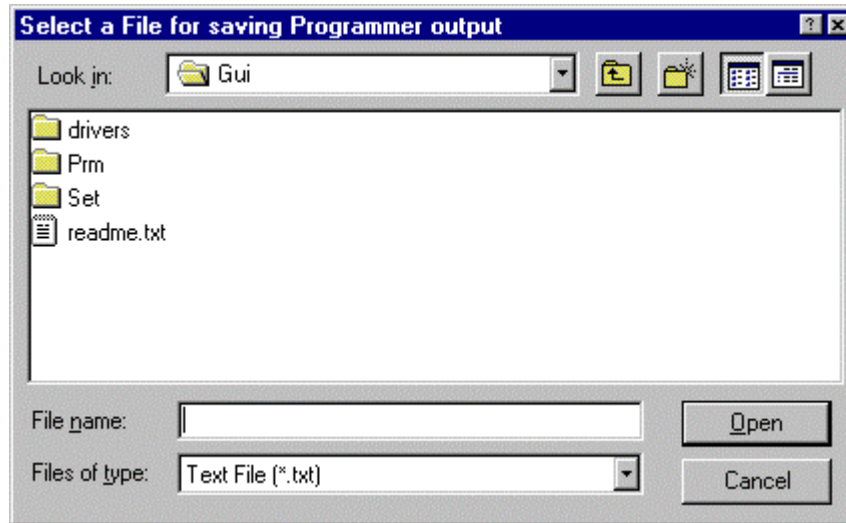 Select a File for saving Programmer output
Look in: Gui
drivers
Prm
Set
readme.txt
File name: Open
Files of type: Text File (*.txt) Cancel